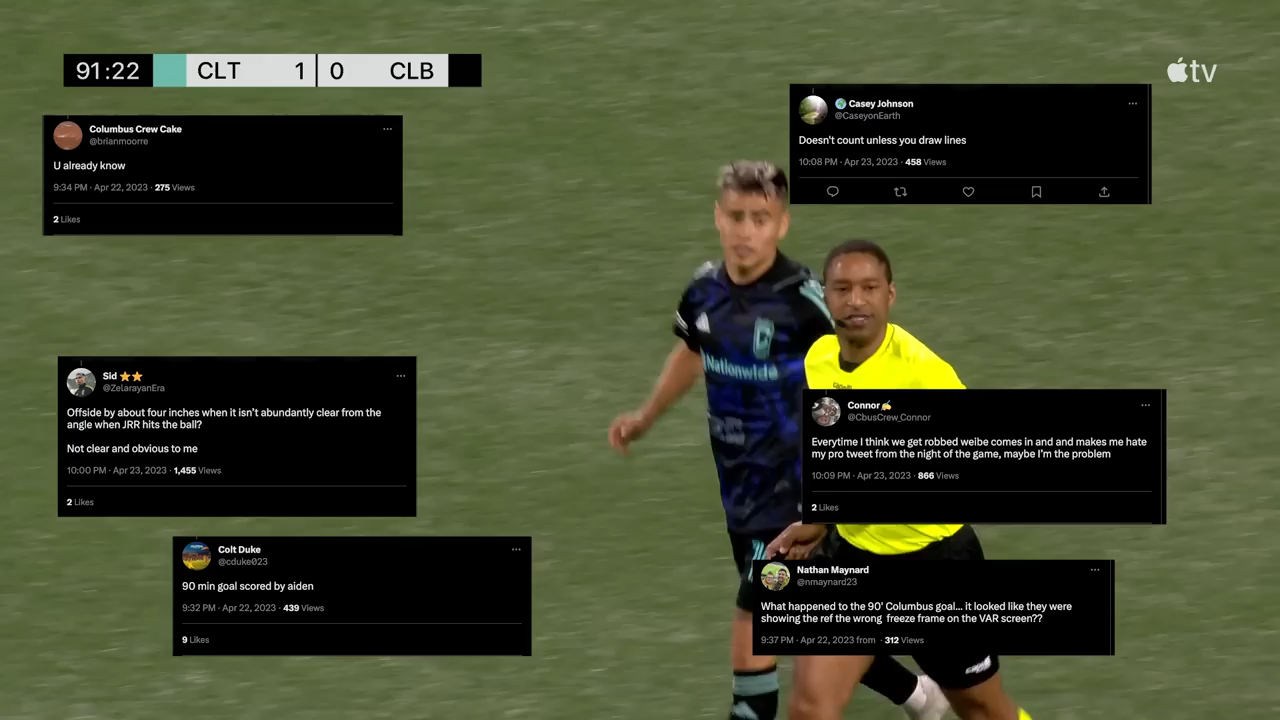 91:22 CLT 1 0 CLB
tv
Columbus Crew Cake
@brianmoorre
U already know
9:34 PM · Apr 22, 2023 · 275 Views
2 Likes
Casey Johnson
@CaseyonEarth
Doesn't count unless you draw lines
10:08 PM · Apr 23, 2023 · 458 Views
Nationwide
Sid
@ZelarayanEra
Offside by about four inches when it isn't abundantly clear from the
angle when JRR hits the ball?
Not clear and obvious to me
10:00 PM · Apr 23, 2023 · 1,455 Views
2 Likes
Connor
@CbusCrew_Connor
Everytime I think we get robbed weibe comes in and and makes me hate
my pro tweet from the night of the game, maybe I'm the problem
10:09 PM · Apr 23, 2023 · 866 Views
2 Likes
Colt Duke
@cduke023
90 min goal scored by aiden
9:32 PM · Apr 22, 2023 · 439 Views
9 Likes
Nathan Maynard
@nmaynard23
What happened to the 90' Columbus goal... it looked like they were
showing the ref the wrong freeze frame on the VAR screen??
9:37 PM · Apr 22, 2023 from · 312 Views